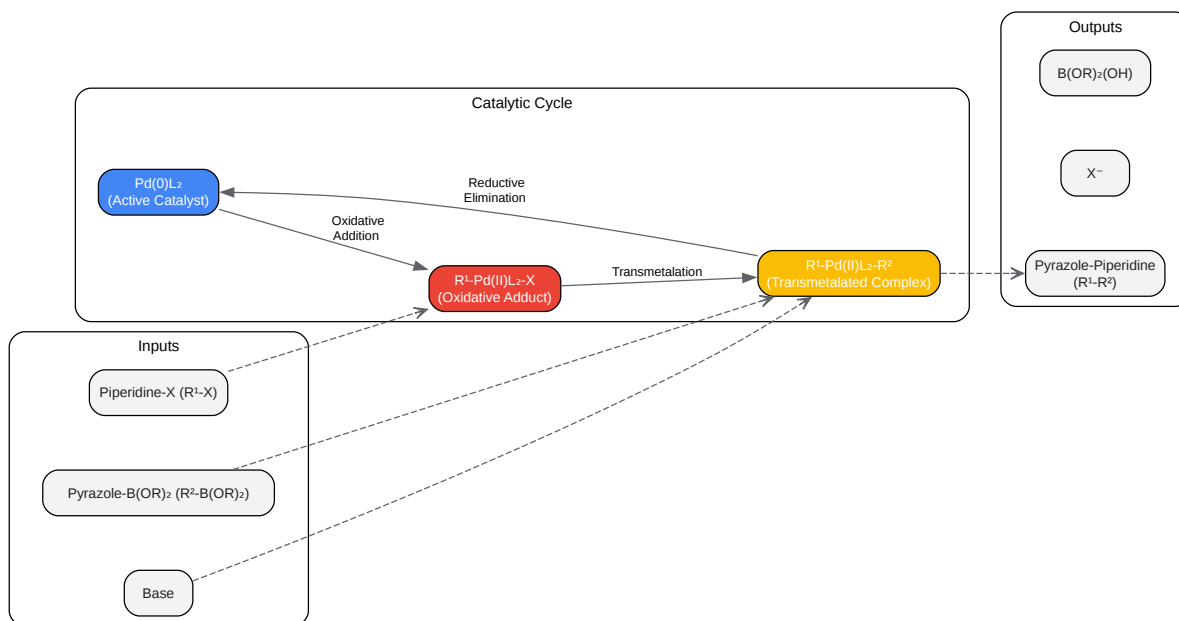 Outputs
B(OR)₂(OH)
X⁻
Pyrazole-Piperidine
(R¹-R²)
Catalytic Cycle
Pd(0)L₂
(Active Catalyst)
Reductive
Elimination
Oxidative
Addition
R¹-Pd(II)L₂-X
(Oxidative Adduct)
Transmetalation
R¹-Pd(II)L₂-R²
(Transmetalated Complex)
Inputs
Piperidine-X (R¹-X)
Pyrazole-B(OR)₂ (R²-B(OR)₂)
Base